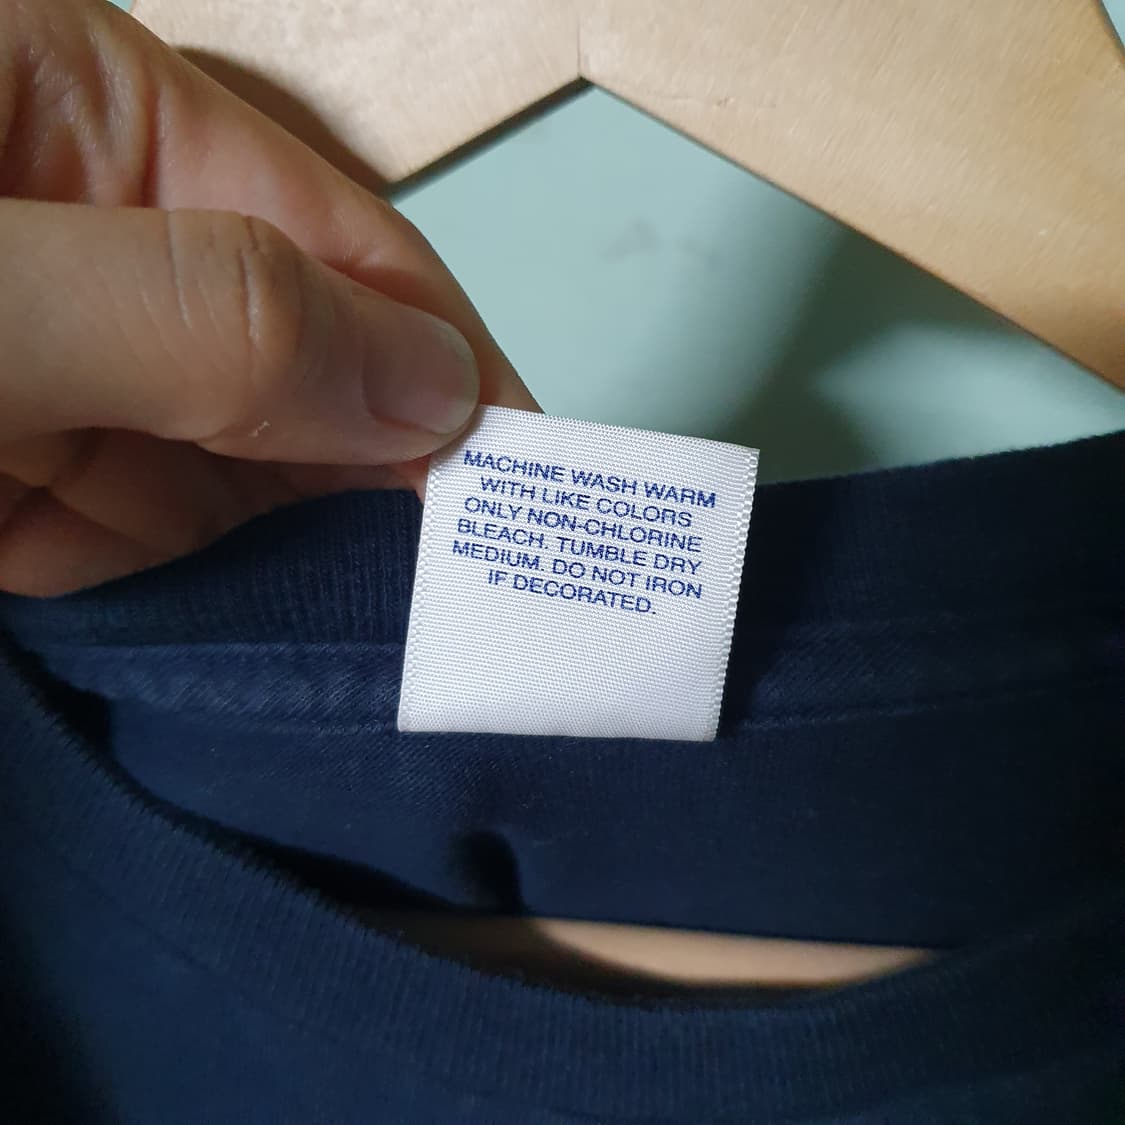 MACHINE WASH WARM
WITH LIKE COLORS
ONLY NON-CHLORINE
BLEACH. TUMBLE DRY
MEDIUM. DO NOT IRON
IF DECORATED.